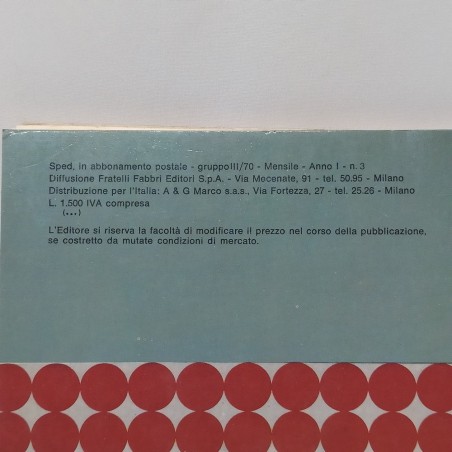 Sped. in abbonamento postale - gruppo III/70 - Mensile - Anno I - n. 3
Diffusione Fratelli Fabbri Editori S.p.A. - Via Mecenate, 91 - tel. 50.95 - Milano
Distribuzione per l'Italia: A & G Marco s.a.s., Via Fortezza, 27 - tel. 25.26 - Milano
L. 1.500 IVA compresa
(...)
L'Editore si riserva la facoltà di modificare il prezzo nel corso della pubblicazione,
se costretto da mutate condizioni di mercato.